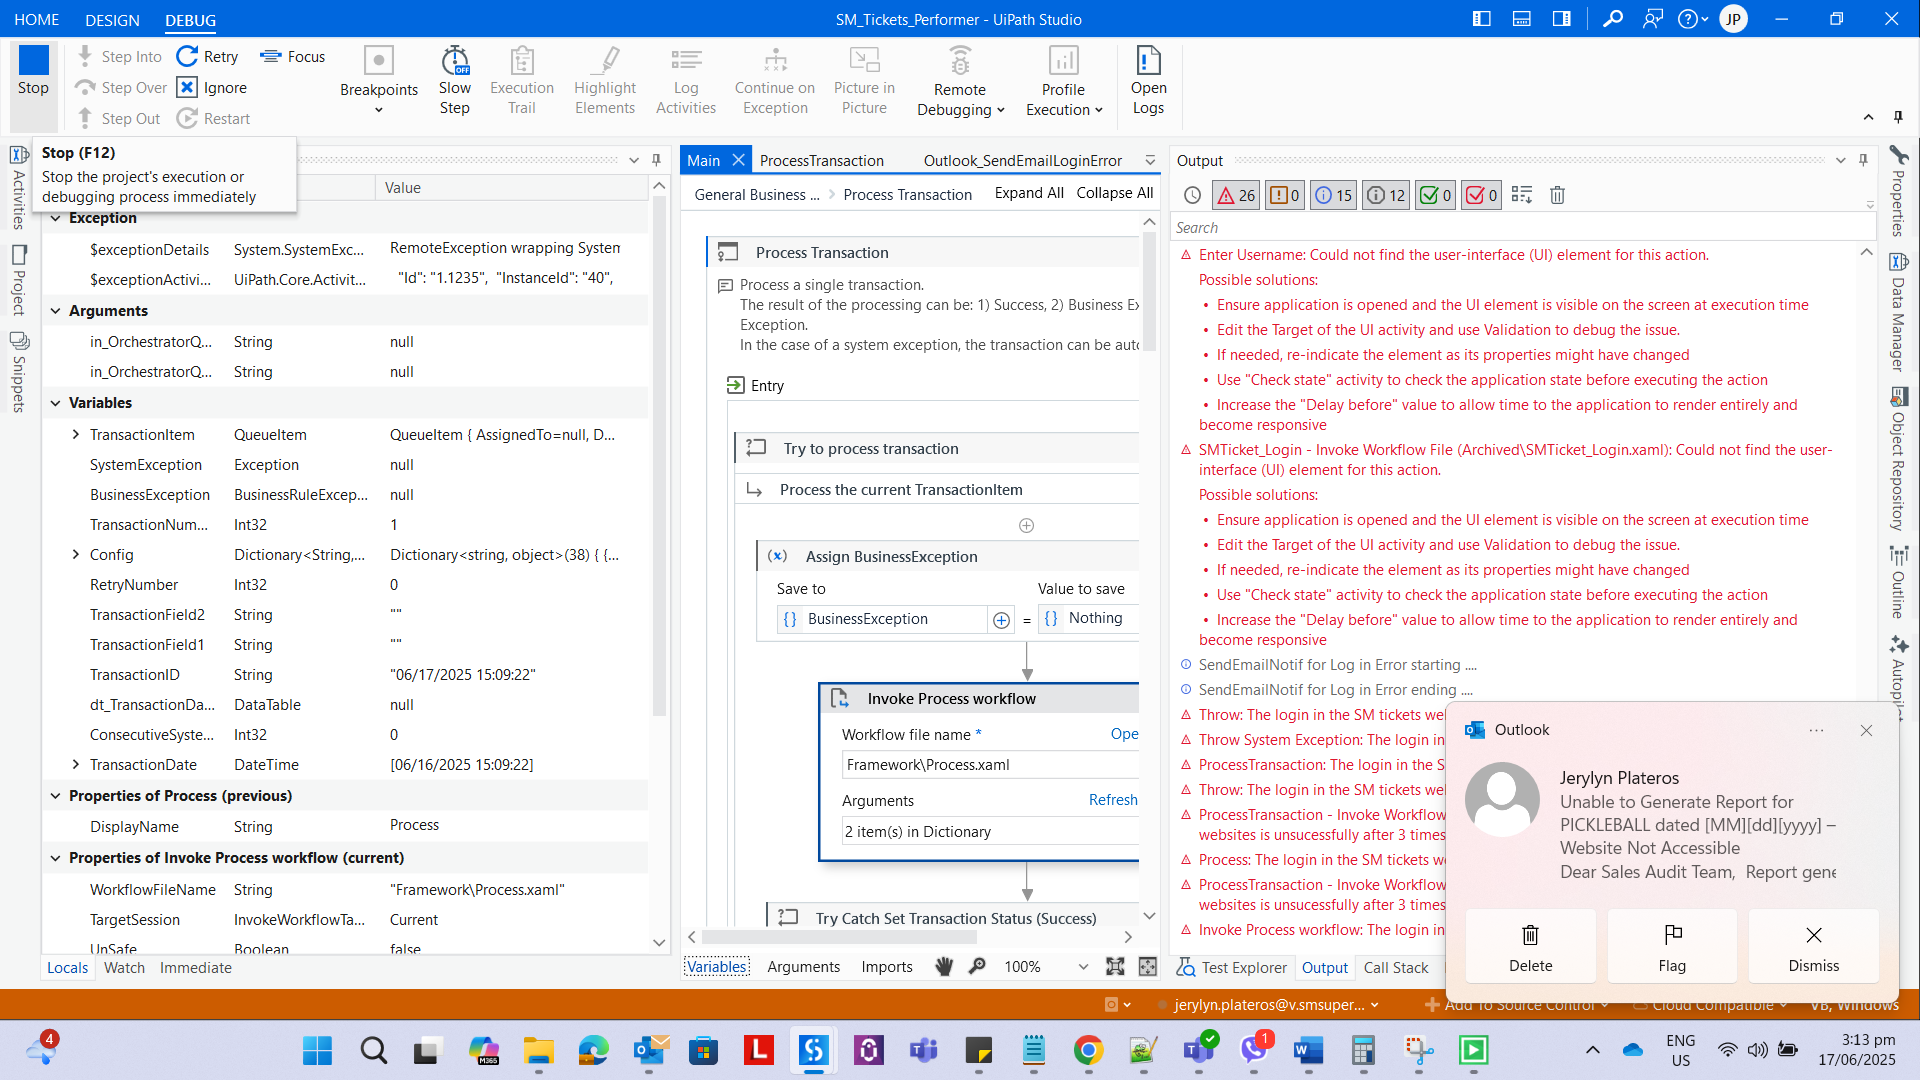 HOME DESIGN DEBUG
SM_Tickets_Performer - UiPath Studio
JP
Stop
Step Into
Step Over
Step Out
Retry
Ignore
Restart
Focus
Breakpoints
Slow Step
OFF
Execution Trail
Highlight Elements
Log Activities
Continue on Exception
Picture in Picture
Remote Debugging
Profile Execution
Open Logs
Stop (F12)
Stop the project's execution or
debugging process immediately
Activities
Project
Snippets
Value
Exception
$exceptionDetails System.SystemExc... RemoteException wrapping System
$exceptionActivi... UiPath.Core.Activit... "Id": "1.1235", "InstanceId": "40",
Arguments
in_OrchestratorQ... String null
in_OrchestratorQ... String null
Variables
TransactionItem QueueItem QueueItem { AssignedTo=null, D...
SystemException Exception null
BusinessException BusinessRuleExcep... null
TransactionNum... Int32 1
Config Dictionary<String,... Dictionary<string, object>(38) { {...
RetryNumber Int32 0
TransactionField2 String ""
TransactionField1 String ""
TransactionID String "06/17/2025 15:09:22"
dt_TransactionDa... DataTable null
ConsecutiveSyste... Int32 0
TransactionDate DateTime [06/16/2025 15:09:22]
Properties of Process (previous)
DisplayName String Process
Properties of Invoke Process workflow (current)
WorkflowFileName String "Framework\Process.xaml"
TargetSession InvokeWorkflowTa... Current
UnSafe Boolean false
Locals Watch Immediate
Main ProcessTransaction Outlook_SendEmailLoginError
General Business ... Process Transaction Expand All Collapse All
Process Transaction
Process a single transaction.
The result of the processing can be: 1) Success, 2) Business Ex
Exception.
In the case of a system exception, the transaction can be auto
Entry
Try to process transaction
Process the current TransactionItem
Assign BusinessException
Save to Value to save
BusinessException = Nothing
Invoke Process workflow
Workflow file name * Ope
Framework\Process.xaml
Arguments Refresh
2 item(s) in Dictionary
Try Catch Set Transaction Status (Success)
Variables Arguments Imports 100%
Output
26 0 15 12 0 0
Search
Enter Username: Could not find the user-interface (UI) element for this action.
Possible solutions:
• Ensure application is opened and the UI element is visible on the screen at execution time
• Edit the Target of the UI activity and use Validation to debug the issue.
• If needed, re-indicate the element as its properties might have changed
• Use "Check state" activity to check the application state before executing the action
• Increase the "Delay before" value to allow time to the application to render entirely and
become responsive
SMTicket_Login - Invoke Workflow File (Archived\SMTicket_Login.xaml): Could not find the user-
interface (UI) element for this action.
Possible solutions:
• Ensure application is opened and the UI element is visible on the screen at execution time
• Edit the Target of the UI activity and use Validation to debug the issue.
• If needed, re-indicate the element as its properties might have changed
• Use "Check state" activity to check the application state before executing the action
• Increase the "Delay before" value to allow time to the application to render entirely and
become responsive
SendEmailNotif for Log in Error starting ....
SendEmailNotif for Log in Error ending ....
Throw: The login in the SM tickets we
Throw System Exception: The login in
ProcessTransaction: The login in the S
Throw: The login in the SM tickets we
ProcessTransaction - Invoke Workflow
websites is unsucessfully after 3 times
Process: The login in the SM tickets we
ProcessTransaction - Invoke Workflow
websites is unsucessfully after 3 times
Invoke Process workflow: The login in
Test Explorer Output Call Stack
Properties
Data Manager
Object Repository
Outline
Autopilot
Outlook
Jerylyn Plateros
Unable to Generate Report for
PICKLEBALL dated [MM][dd][yyyy] –
Website Not Accessible
Dear Sales Audit Team, Report gene
Delete Flag Dismiss
jerylyn.plateros@v.smsuper... Add To Source Control Cloud Compatible VB, Windows
4
M365
1
ENG
US
3:13 pm
17/06/2025